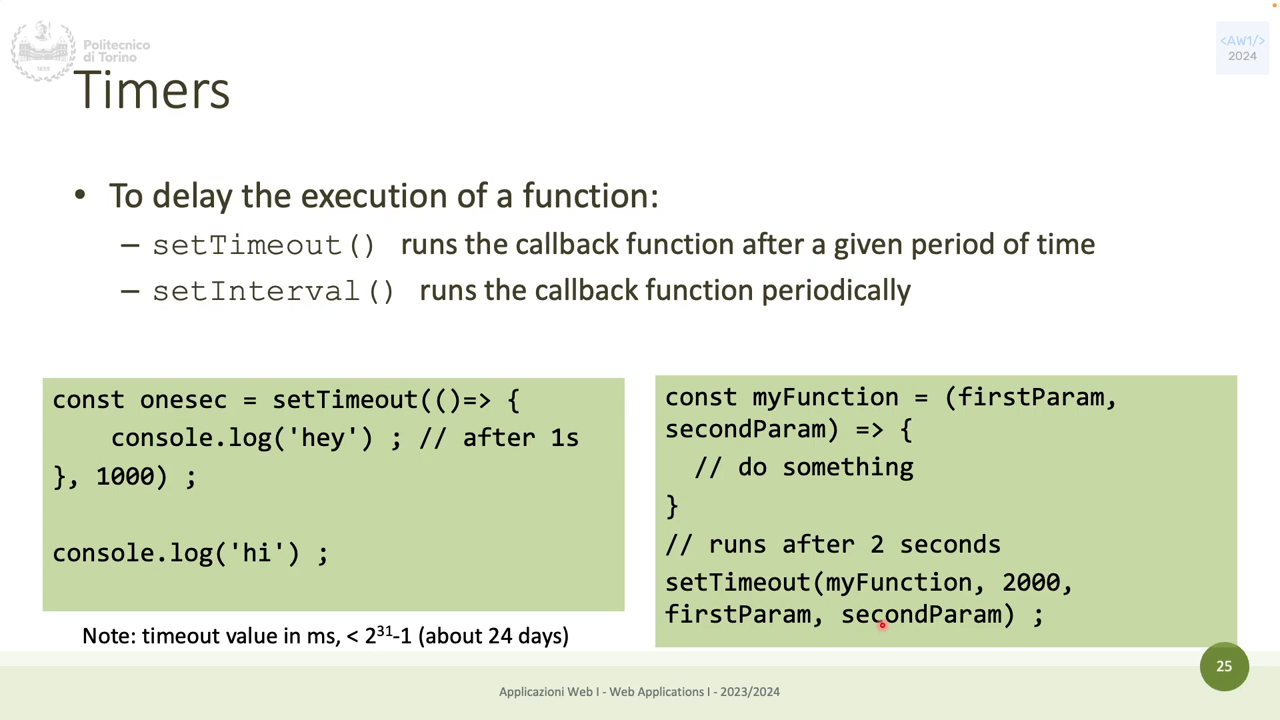 Politecnico
di Torino
1859
<AW1/>
2024
Timers
• To delay the execution of a function:
– setTimeout() runs the callback function after a given period of time
– setInterval() runs the callback function periodically
const onesec = setTimeout(()=> {
    console.log('hey') ; // after 1s
}, 1000) ;
console.log('hi') ;
Note: timeout value in ms, < 2³¹-1 (about 24 days)
const myFunction = (firstParam,
secondParam) => {
  // do something
}
// runs after 2 seconds
setTimeout(myFunction, 2000,
firstParam, secondParam) ;
25
Applicazioni Web I - Web Applications I - 2023/2024